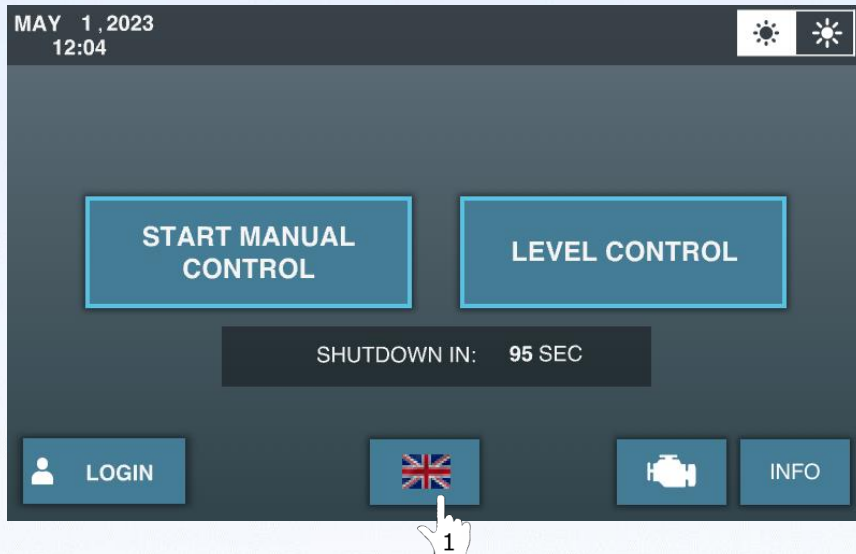 MAY 1,2023
12:04
START MANUAL
CONTROL
LEVEL CONTROL
SHUTDOWN IN: 95 SEC
LOGIN
INFO
1